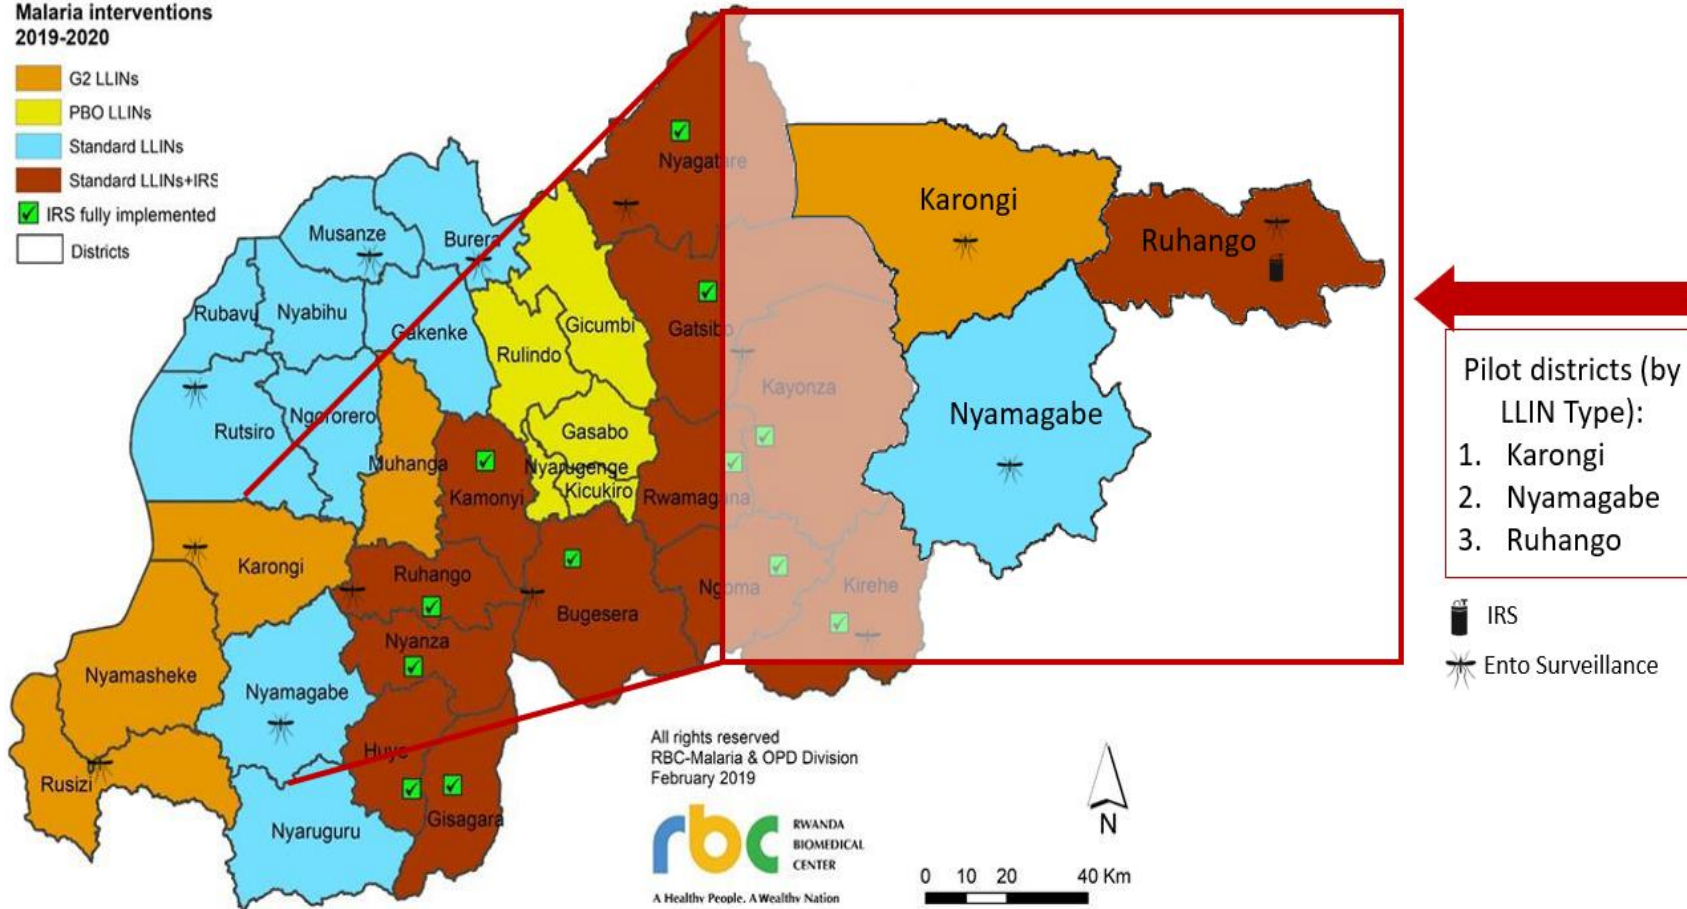 Malaria interventions
2019-2020
G2 LLINs
PBO LLINs
Standard LLINs
Standard LLINs+IRS
IRS fully implemented
Districts
Nyagatare
Musanze
Burera
Rubavu
Nyabihu
Gakenke
Gicumbi
Rulindo
Gatsibo
Kayonza
Rutsiro
Ngororero
Gasabo
Muhanga
Nyarugenge
Kicukiro
Kamonyi
Rwamagana
Karongi
Ruhango
Bugesera
Ngoma
Kirehe
Nyanza
Nyamasheke
Nyamagabe
Huye
Rusizi
Gisagara
Nyaruguru
Karongi
Ruhango
Nyamagabe
Pilot districts (by
LLIN Type):
1. Karongi
2. Nyamagabe
3. Ruhango
IRS
Ento Surveillance
All rights reserved
RBC-Malaria & OPD Division
February 2019
rbc
RWANDA
BIOMEDICAL
CENTER
A Healthy People. A Wealthy Nation
N
0 10 20 40 Km